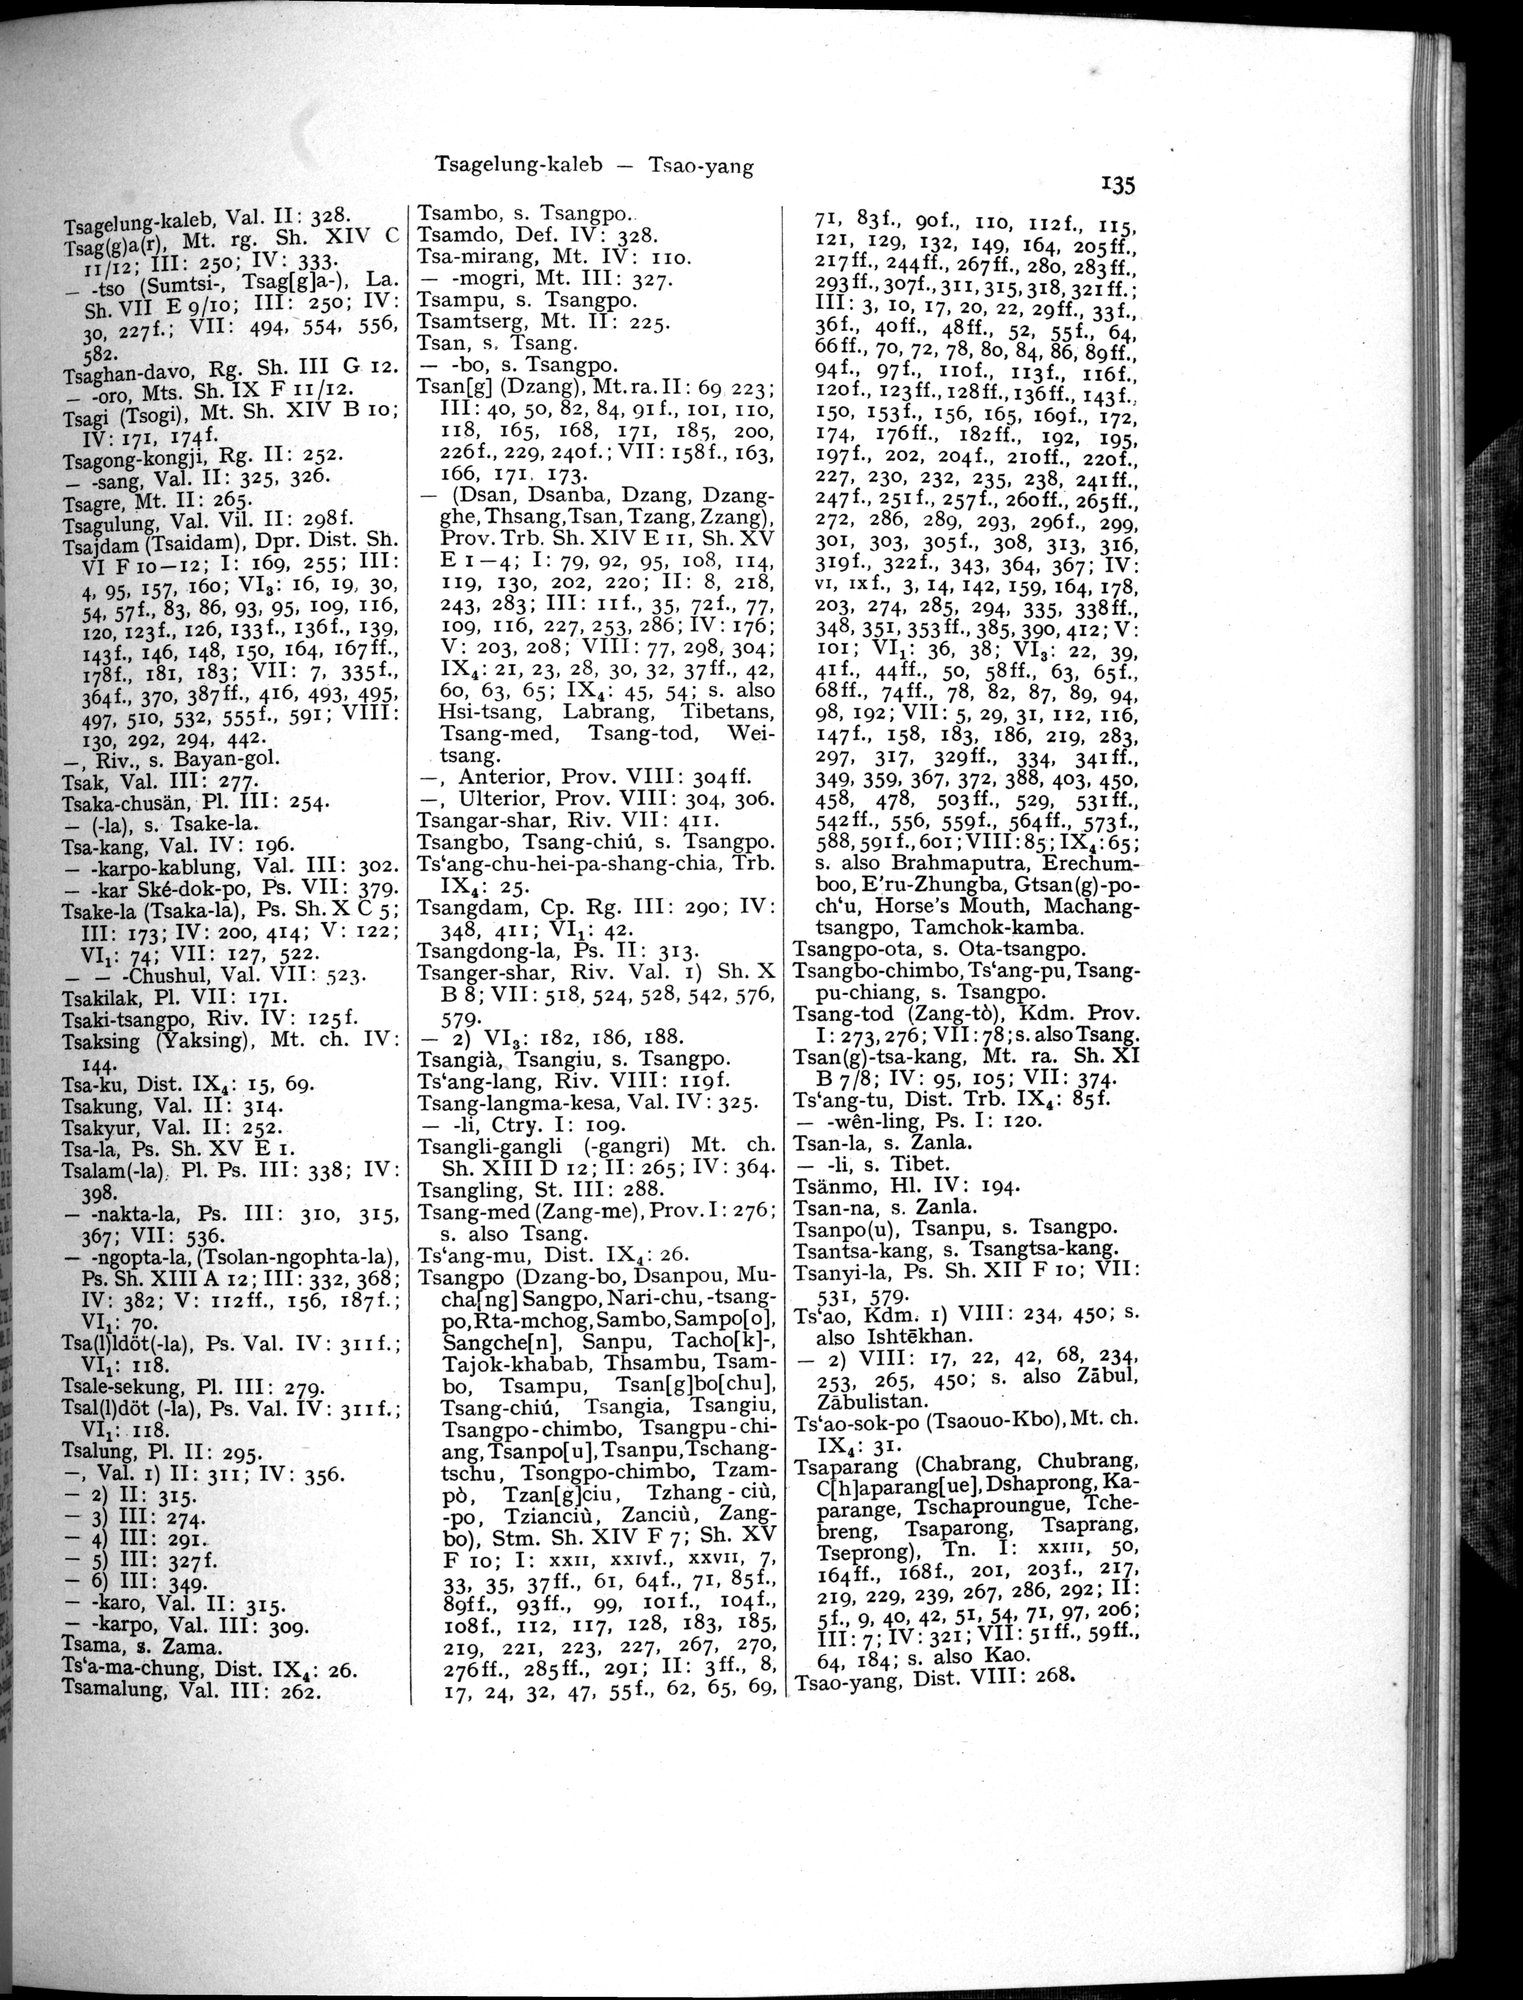 Tsagelung-kaleb — Tsao-yang
135
Tsagelung-kaleb, Val. II: 328.
Tsag(g)a(r), Mt. rg. Sh. XIV C
11/12; III: 250; IV: 333.
— -tso (Sumtsi-, Tsag[g]a-), La.
Sh. VII E 9/10; III: 250; IV:
30, 227f.; VII: 494, 554, 556,
582.
Tsaghan-davo, Rg. Sh. III G 12.
— -oro, Mts. Sh. IX F 11/12.
Tsagi (Tsogi), Mt. Sh. XIV B 10;
IV: 171, 174f.
Tsagong-kongji, Rg. II: 252.
— -sang, Val. II: 325, 326.
Tsagre, Mt. II: 265.
Tsagulung, Val. Vil. II: 298f.
Tsajdam (Tsaidam), Dpr. Dist. Sh.
VI F 10—12; I: 169, 255; III:
4, 95, 157, 160; VI₃: 16, 19, 30,
54, 57f., 83, 86, 93, 95, 109, 116,
120, 123f., 126, 133f., 136f., 139,
143f., 146, 148, 150, 164, 167ff.,
178f., 181, 183; VII: 7, 335f.,
364f., 370, 387ff., 416, 493, 495,
497, 510, 532, 555f., 591; VIII:
130, 292, 294, 442.
—, Riv., s. Bayan-gol.
Tsak, Val. III: 277.
Tsaka-chusän, Pl. III: 254.
— (-la), s. Tsake-la.
Tsa-kang, Val. IV: 196.
— -karpo-kablung, Val. III: 302.
— -kar Ské-dok-po, Ps. VII: 379.
Tsake-la (Tsaka-la), Ps. Sh. X C 5;
III: 173; IV: 200, 414; V: 122;
VI₁: 74; VII: 127, 522.
— — -Chushul, Val. VII: 523.
Tsakilak, Pl. VII: 171.
Tsaki-tsangpo, Riv. IV: 125f.
Tsaksing (Yaksing), Mt. ch. IV:
144.
Tsa-ku, Dist. IX₄: 15, 69.
Tsakung, Val. II: 314.
Tsakyur, Val. II: 252.
Tsa-la, Ps. Sh. XV E 1.
Tsalam(-la), Pl. Ps. III: 338; IV:
398.
— -nakta-la, Ps. III: 310, 315,
367; VII: 536.
— -ngopta-la, (Tsolan-ngophta-la),
Ps. Sh. XIII A 12; III: 332, 368;
IV: 382; V: 112ff., 156, 187f.;
VI₁: 70.
Tsa(l)ldöt(-la), Ps. Val. IV: 311f.;
VI₁: 118.
Tsale-sekung, Pl. III: 279.
Tsal(l)döt (-la), Ps. Val. IV: 311f.;
VI₁: 118.
Tsalung, Pl. II: 295.
—, Val. 1) II: 311; IV: 356.
— 2) II: 315.
— 3) III: 274.
— 4) III: 291.
— 5) III: 327f.
— 6) III: 349.
— -karo, Val. II: 315.
— -karpo, Val. III: 309.
Tsama, s. Zama.
Ts‘a-ma-chung, Dist. IX₄: 26.
Tsamalung, Val. III: 262.
Tsambo, s. Tsangpo.
Tsamdo, Def. IV: 328.
Tsa-mirang, Mt. IV: 110.
— -mogri, Mt. III: 327.
Tsampu, s. Tsangpo.
Tsamtserg, Mt. II: 225.
Tsan, s. Tsang.
— -bo, s. Tsangpo.
Tsan[g] (Dzang), Mt. ra. II: 69 223;
III: 40, 50, 82, 84, 91f., 101, 110,
118, 165, 168, 171, 185, 200,
226f., 229, 240f.; VII: 158f., 163,
166, 171, 173.
— (Dsan, Dsanba, Dzang, Dzang-
ghe, Thsang, Tsan, Tzang, Zzang),
Prov. Trb. Sh. XIV E 11, Sh. XV
E 1—4; I: 79, 92, 95, 108, 114,
119, 130, 202, 220; II: 8, 218,
243, 283; III: 11f., 35, 72f., 77,
109, 116, 227, 253, 286; IV: 176;
V: 203, 208; VIII: 77, 298, 304;
IX₄: 21, 23, 28, 30, 32, 37ff., 42,
60, 63, 65; IX₄: 45, 54; s. also
Hsi-tsang, Labrang, Tibetans,
Tsang-med, Tsang-tod, Wei-
tsang.
—, Anterior, Prov. VIII: 304ff.
—, Ulterior, Prov. VIII: 304, 306.
Tsangar-shar, Riv. VII: 411.
Tsangbo, Tsang-chiú, s. Tsangpo.
Ts‘ang-chu-hei-pa-shang-chia, Trb.
IX₄: 25.
Tsangdam, Cp. Rg. III: 290; IV:
348, 411; VI₁: 42.
Tsangdong-la, Ps. II: 313.
Tsanger-shar, Riv. Val. 1) Sh. X
B 8; VII: 518, 524, 528, 542, 576,
579.
— 2) VI₃: 182, 186, 188.
Tsangià, Tsangiu, s. Tsangpo.
Ts‘ang-lang, Riv. VIII: 119f.
Tsang-langma-kesa, Val. IV: 325.
— -li, Ctry. I: 109.
Tsangli-gangli (-gangri) Mt. ch.
Sh. XIII D 12; II: 265; IV: 364.
Tsangling, St. III: 288.
Tsang-med (Zang-me), Prov. I: 276;
s. also Tsang.
Ts‘ang-mu, Dist. IX₄: 26.
Tsangpo (Dzang-bo, Dsanpou, Mu-
cha[ng] Sangpo, Nari-chu, -tsang-
po, Rta-mchog, Sambo, Sampo[o],
Sangche[n], Sanpu, Tacho[k]-,
Tajok-khabab, Thsambu, Tsam-
bo, Tsampu, Tsan[g]bo[chu],
Tsang-chiú, Tsangia, Tsangiu,
Tsangpo-chimbo, Tsangpu-chi-
ang, Tsanpo[u], Tsanpu, Tschang-
tschu, Tsongpo-chimbo, Tzam-
pò, Tzan[g]ciu, Tzhang-ciù,
-po, Tzianciù, Zanciù, Zang-
bo), Stm. Sh. XIV F 7; Sh. XV
F 10; I: XXII, XXIVf., XXVII, 7,
33, 35, 37ff., 61, 64f., 71, 85f.,
89ff., 93ff., 99, 101f., 104f.,
108f., 112, 117, 128, 183, 185,
219, 221, 223, 227, 267, 270,
276ff., 285ff., 291; II: 3ff., 8,
17, 24, 32, 47, 55f., 62, 65, 69,
71, 83f., 90f., 110, 112f., 115,
121, 129, 132, 149, 164, 205ff.,
217ff., 244ff., 267ff., 280, 283ff.,
293ff., 307f., 311, 315, 318, 321ff.;
III: 3, 10, 17, 20, 22, 29ff., 33f.,
36f., 40ff., 48ff., 52, 55f., 64,
66ff., 70, 72, 78, 80, 84, 86, 89ff.,
94f., 97f., 110f., 113f., 116f.,
120f., 123ff., 128ff., 136ff., 143f.,
150, 153f., 156, 165, 169f., 172,
174, 176ff., 182ff., 192, 195,
197f., 202, 204f., 210ff., 220f.,
227, 230, 232, 235, 238, 241ff.,
247f., 251f., 257f., 260ff., 265ff.,
272, 286, 289, 293, 296f., 299,
301, 303, 305f., 308, 313, 316,
319f., 322f., 343, 364, 367; IV:
VI, IXf., 3, 14, 142, 159, 164, 178,
203, 274, 285, 294, 335, 338ff.,
348, 351, 353ff., 385, 390, 412; V:
101; VI₁: 36, 38; VI₃: 22, 39,
41f., 44ff., 50, 58ff., 63, 65f.,
68ff., 74ff., 78, 82, 87, 89, 94,
98, 192; VII: 5, 29, 31, 112, 116,
147f., 158, 183, 186, 219, 283,
297, 317, 329ff., 334, 341ff.,
349, 359, 367, 372, 388, 403, 450,
458, 478, 503ff., 529, 531ff.,
542ff., 556, 559f., 564ff., 573f.,
588, 591f., 601; VIII: 85; IX₄: 65;
s. also Brahmaputra, Erechum-
boo, E’ru-Zhungba, Gtsan(g)-po-
ch‘u, Horse's Mouth, Machang-
tsangpo, Tamchok-kamba.
Tsangpo-ota, s. Ota-tsangpo.
Tsangbo-chimbo, Ts‘ang-pu, Tsang-
pu-chiang, s. Tsangpo.
Tsang-tod (Zang-tò), Kdm. Prov.
I: 273, 276; VII: 78; s. also Tsang.
Tsan(g)-tsa-kang, Mt. ra. Sh. XI
B 7/8; IV: 95, 105; VII: 374.
Ts‘ang-tu, Dist. Trb. IX₄: 85f.
— -wên-ling, Ps. I: 120.
Tsan-la, s. Zanla.
— -li, s. Tibet.
Tsänmo, Hl. IV: 194.
Tsan-na, s. Zanla.
Tsanpo(u), Tsanpu, s. Tsangpo.
Tsantsa-kang, s. Tsangtsa-kang.
Tsanyi-la, Ps. Sh. XII F 10; VII:
531, 579.
Ts‘ao, Kdm. 1) VIII: 234, 450; s.
also Ishtēkhan.
— 2) VIII: 17, 22, 42, 68, 234,
253, 265, 450; s. also Zābul,
Zābulistan.
Ts‘ao-sok-po (Tsaouo-Kbo), Mt. ch.
IX₄: 31.
Tsaparang (Chabrang, Chubrang,
C[h]aparang[ue], Dshaprong, Ka-
parange, Tschaproungue, Tche-
breng, Tsaparong, Tsaprang,
Tseprong), Tn. I: XXIII, 50,
164ff., 168f., 201, 203f., 217,
219, 229, 239, 267, 286, 292; II:
5f., 9, 40, 42, 51, 54, 71, 97, 206;
III: 7; IV: 321; VII: 51ff., 59ff.,
64, 184; s. also Kao.
Tsao-yang, Dist. VIII: 268.